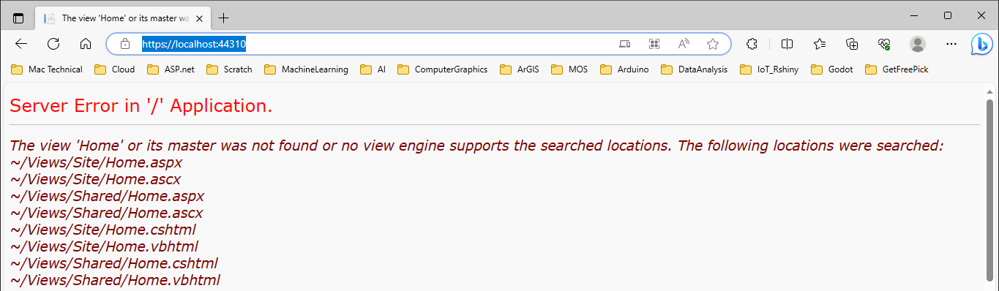 The view 'Home' or its master wa
https://localhost:44310
Mac Technical Cloud ASP.net Scratch MachineLearning AI ComputerGraphics ArGIS MOS Arduino DataAnalysis IoT_Rshiny Godot GetFreePick
Server Error in '/' Application.
The view 'Home' or its master was not found or no view engine supports the searched locations. The following locations were searched:
~/Views/Site/Home.aspx
~/Views/Site/Home.ascx
~/Views/Shared/Home.aspx
~/Views/Shared/Home.ascx
~/Views/Site/Home.cshtml
~/Views/Site/Home.vbhtml
~/Views/Shared/Home.cshtml
~/Views/Shared/Home.vbhtml